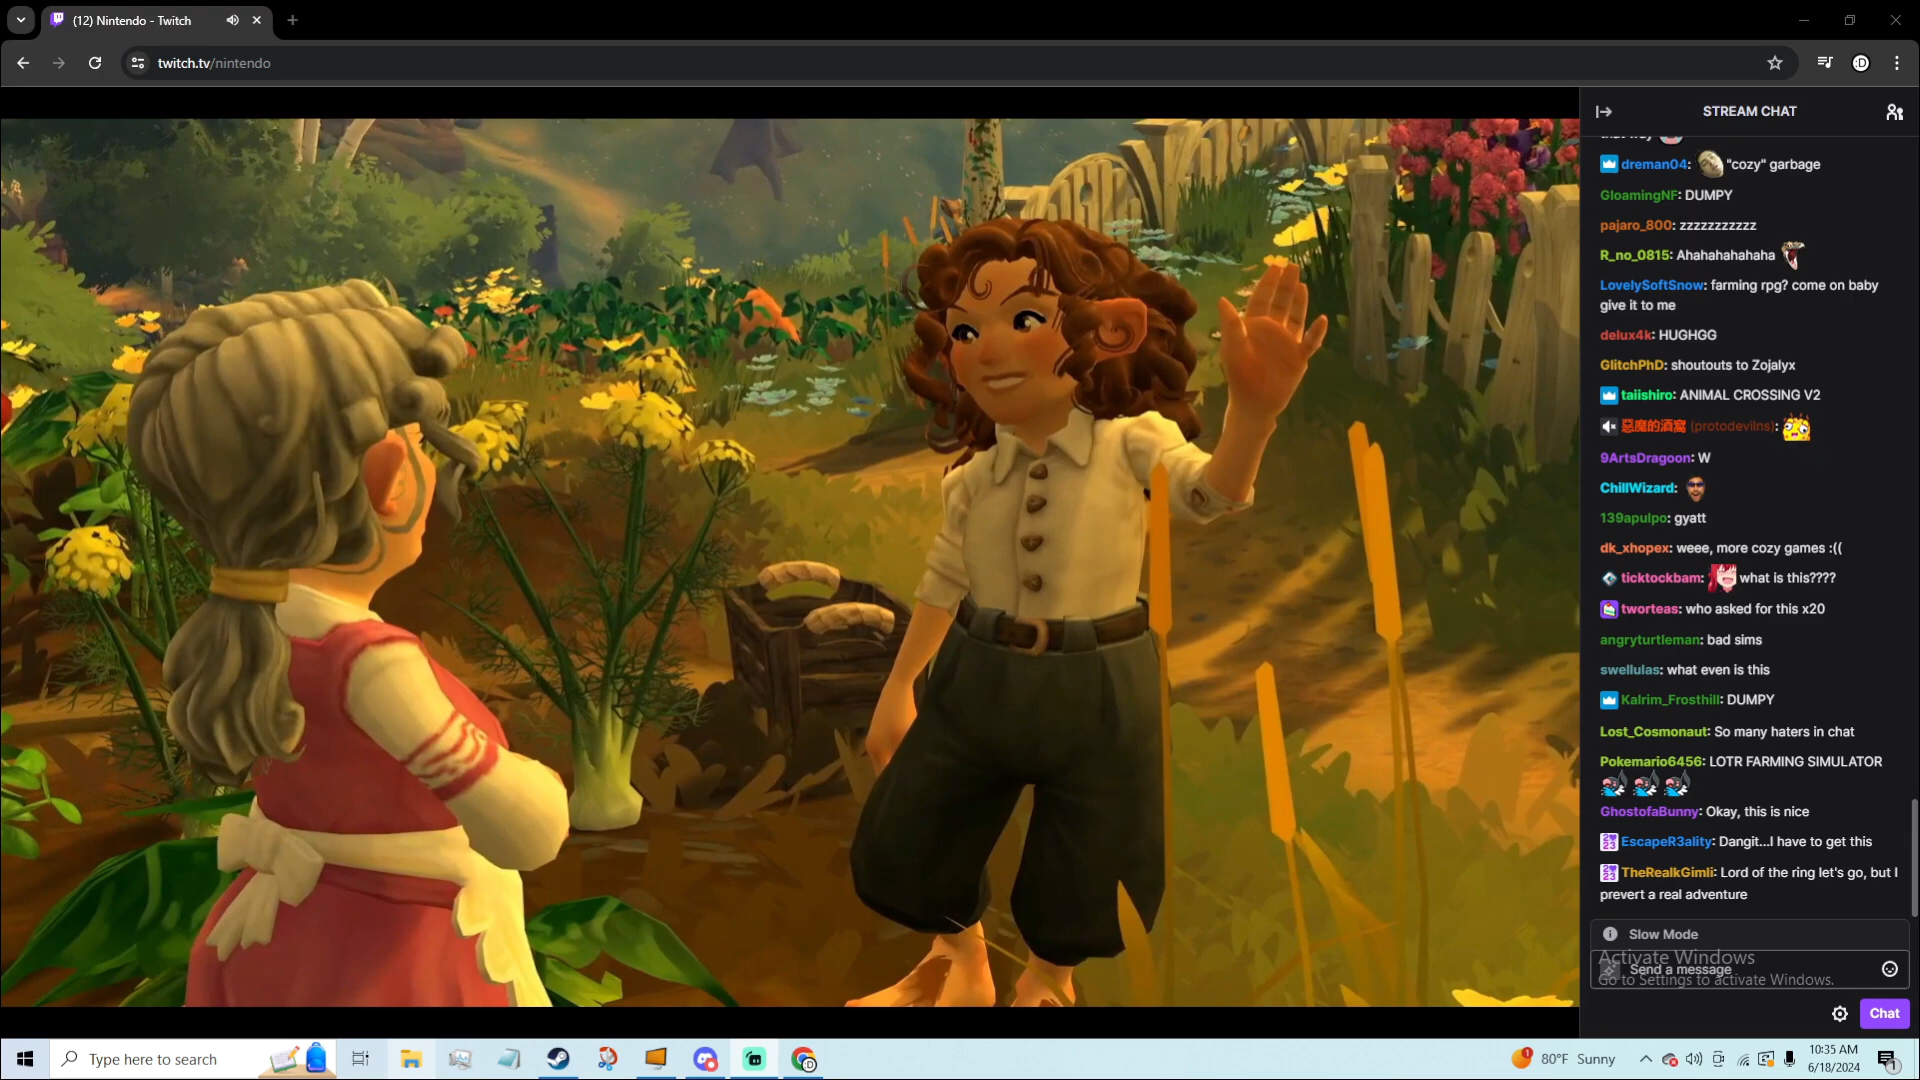 (12) Nintendo - Twitch
twitch.tv/nintendo
STREAM CHAT
dreman04: "cozy" garbage
GloamingNF: DUMPY
pajaro_800: zzzzzzzzzzz
R_no_0815: Ahahahahahaha
LovelySoftSnow: farming rpg? come on baby
give it to me
delux4k: HUGHGG
GlitchPhD: shoutouts to Zojalyx
taiishiro: ANIMAL CROSSING V2
惡魔的酒窩 (protodevilns):
9ArtsDragoon: W
ChillWizard:
139apulpo: gyatt
dk_xhopex: weee, more cozy games :((
ticktockbam: what is this????
tworteas: who asked for this x20
angryturtleman: bad sims
swellulas: what even is this
Kalrim_Frosthill: DUMPY
Lost_Cosmonaut: So many haters in chat
Pokemario6456: LOTR FARMING SIMULATOR
GhostofaBunny: Okay, this is nice
EscapeR3ality: Dangit...I have to get this
TheRealkGimli: Lord of the ring let's go, but I
prevert a real adventure
Slow Mode
Activate Windows
Send a message
Go to Settings to activate Windows.
Chat
Type here to search
80°F Sunny
10:35 AM
6/18/2024